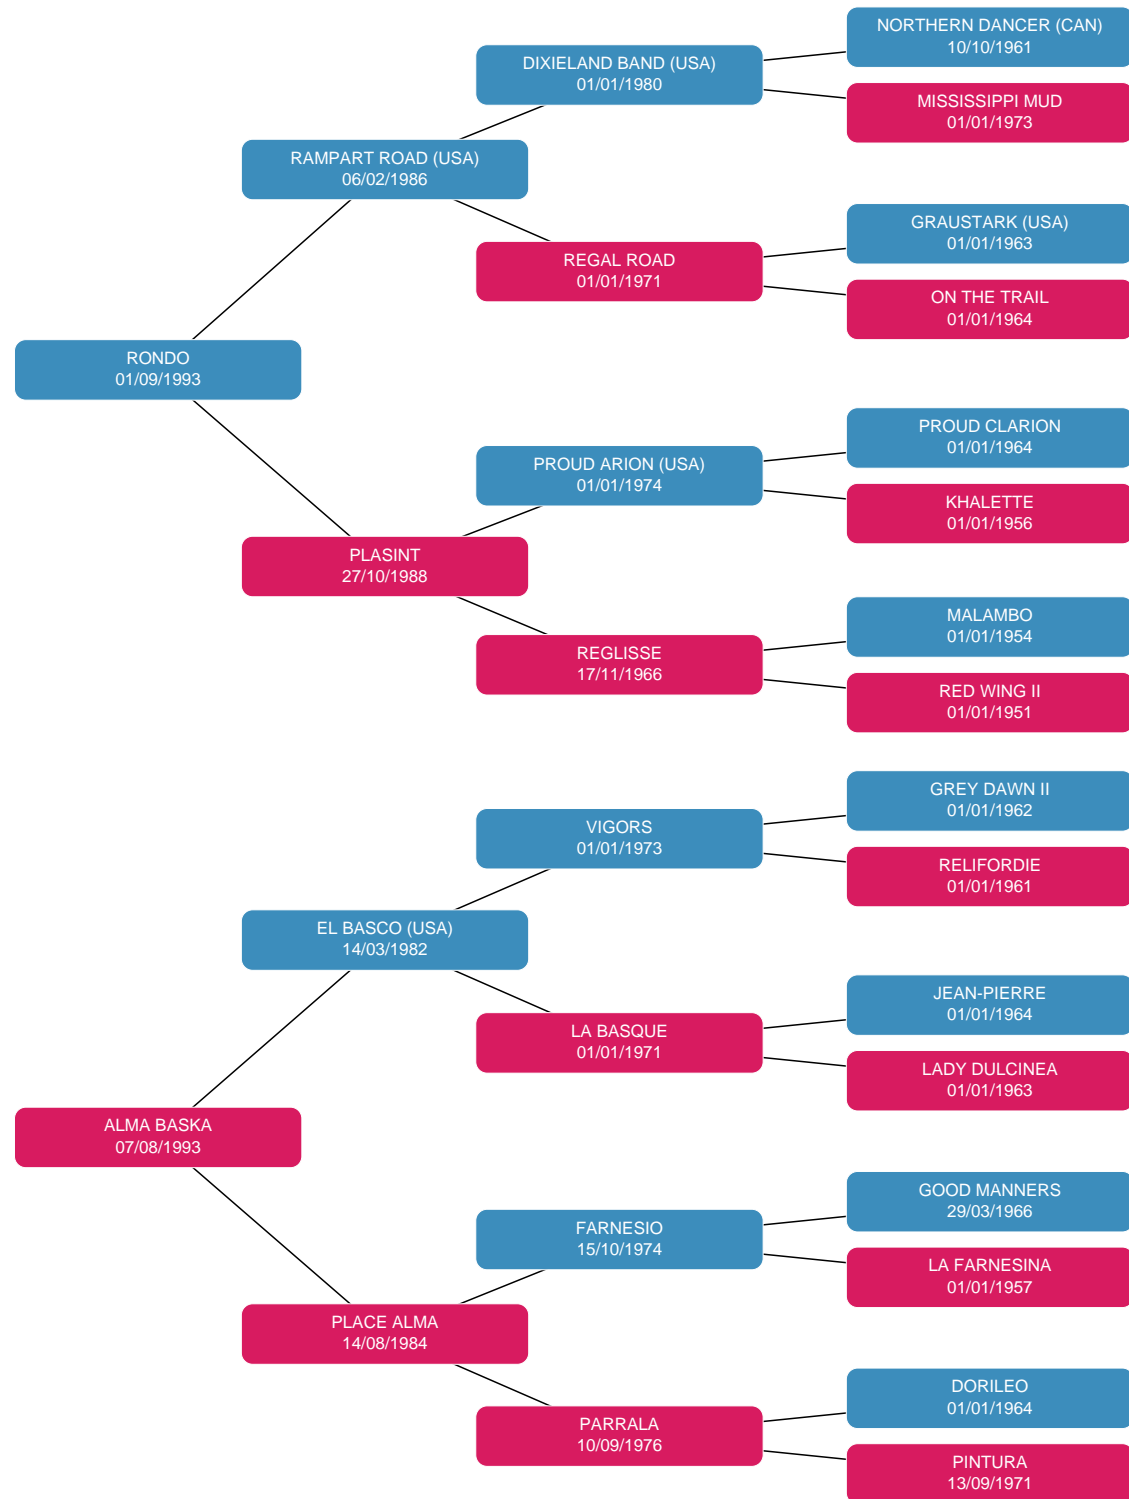 NORTHERN DANCER (CAN)
10/10/1961
DIXIELAND BAND (USA)
01/01/1980
MISSISSIPPI MUD
01/01/1973
RAMPART ROAD (USA)
06/02/1986
GRAUSTARK (USA)
01/01/1963
REGAL ROAD
01/01/1971
ON THE TRAIL
01/01/1964
RONDO
01/09/1993
PROUD CLARION
01/01/1964
PROUD ARION (USA)
01/01/1974
KHALETTE
01/01/1956
PLASINT
27/10/1988
MALAMBO
01/01/1954
REGLISSE
17/11/1966
RED WING II
01/01/1951
GREY DAWN II
01/01/1962
VIGORS
01/01/1973
RELIFORDIE
01/01/1961
EL BASCO (USA)
14/03/1982
JEAN-PIERRE
01/01/1964
LA BASQUE
01/01/1971
LADY DULCINEA
01/01/1963
ALMA BASKA
07/08/1993
GOOD MANNERS
29/03/1966
FARNESIO
15/10/1974
LA FARNESINA
01/01/1957
PLACE ALMA
14/08/1984
DORILEO
01/01/1964
PARRALA
10/09/1976
PINTURA
13/09/1971